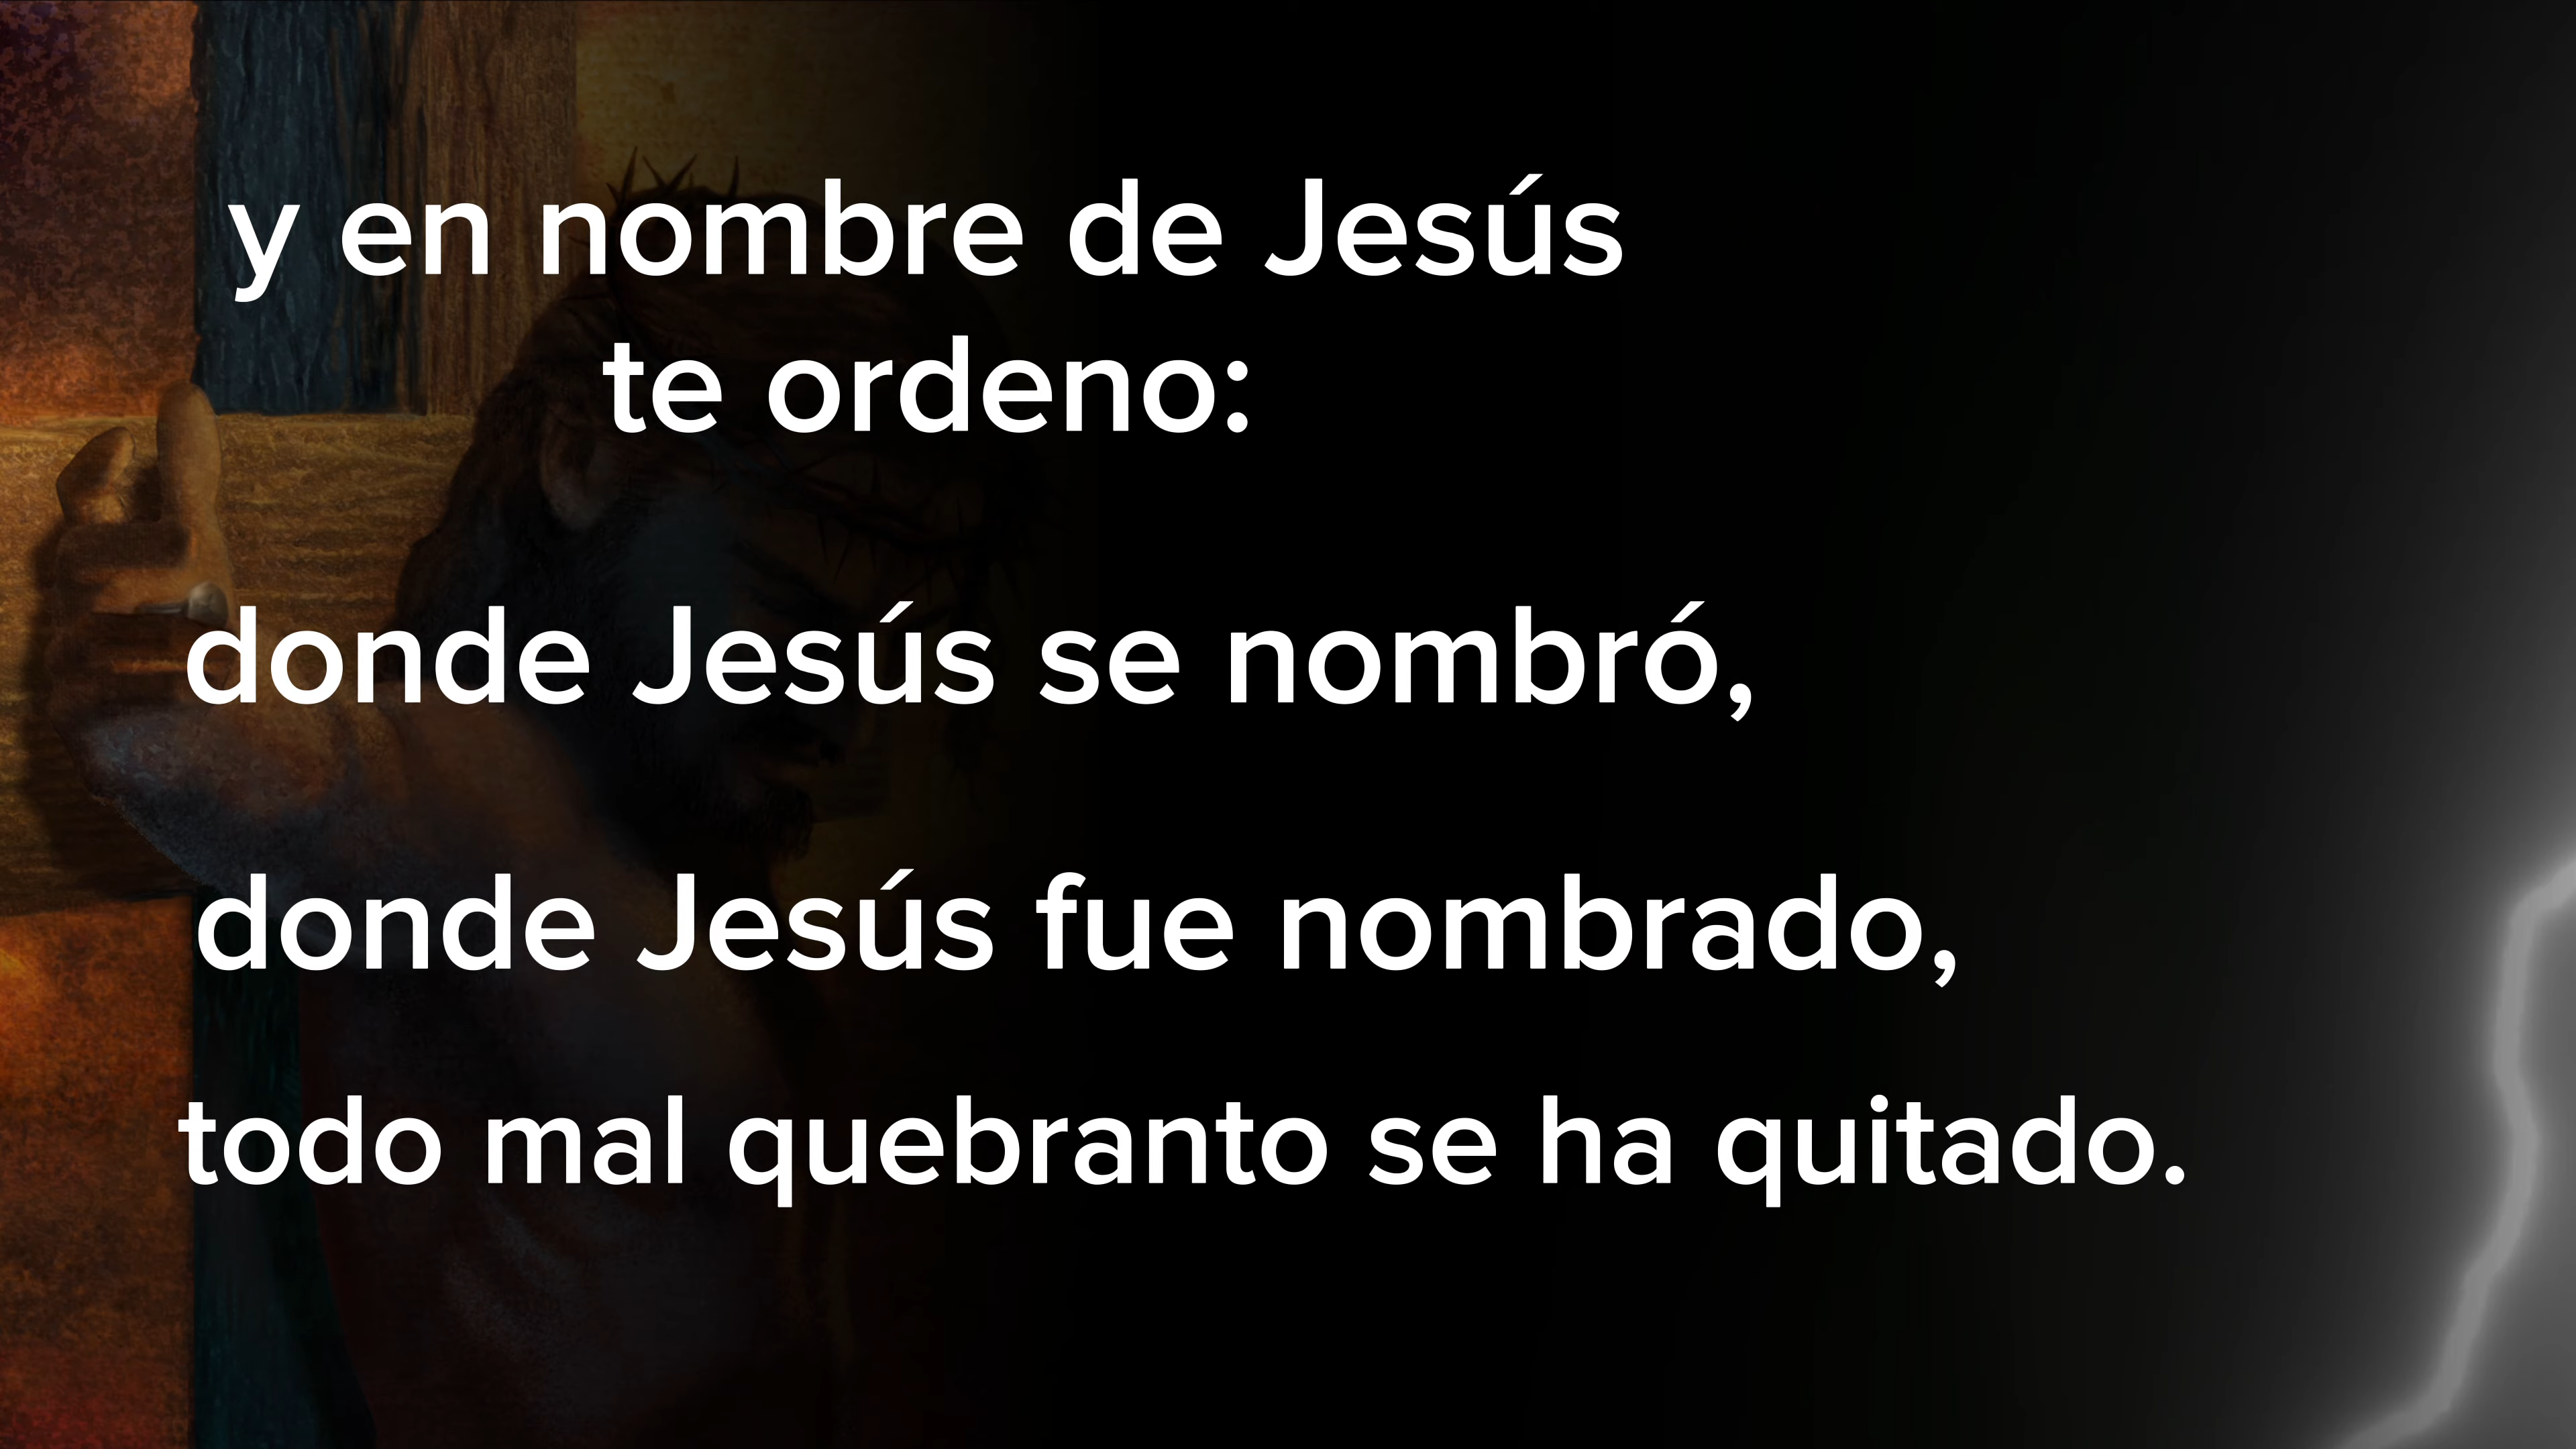 y en nombre de Jesús
te ordeno:
donde Jesús se nombró,
donde Jesús fue nombrado,
todo mal quebranto se ha quitado.